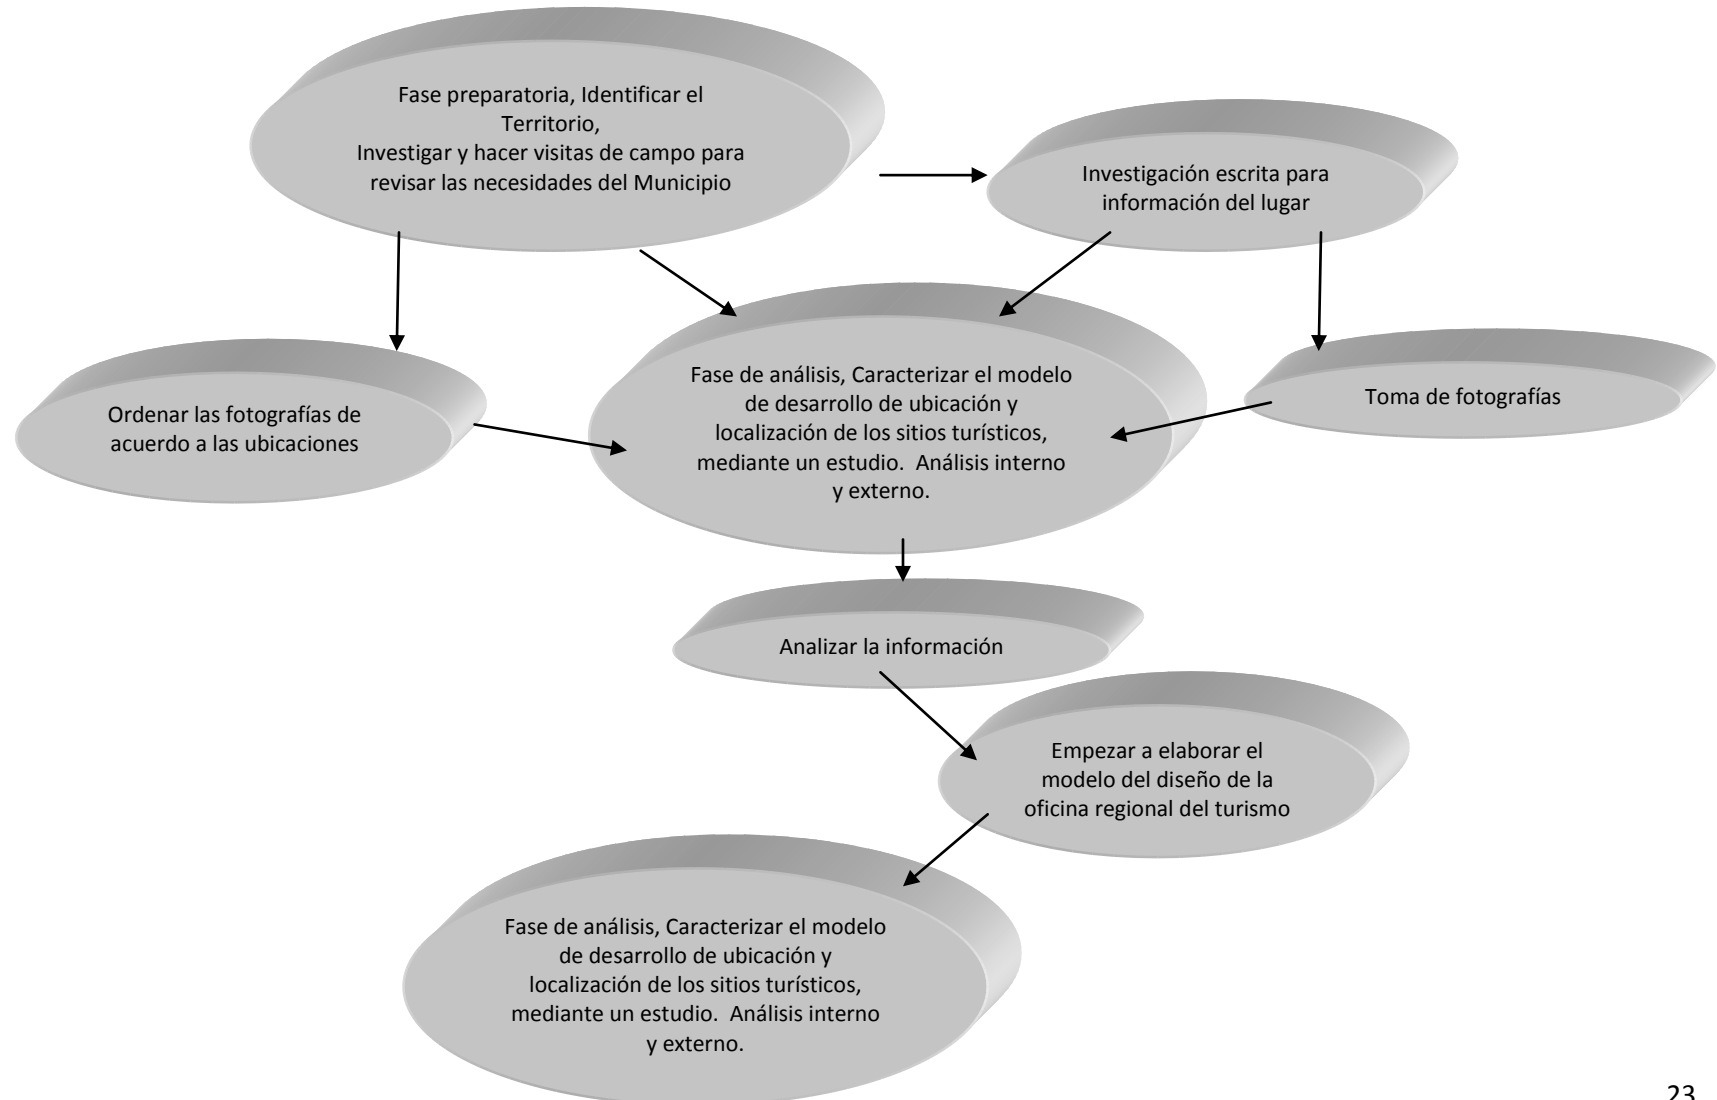 Fase preparatoria, Identificar el
Territorio,
Investigar y hacer visitas de campo para
revisar las necesidades del Municipio
Investigación escrita para
información del lugar
Ordenar las fotografías de
acuerdo a las ubicaciones
Fase de análisis, Caracterizar el modelo
de desarrollo de ubicación y
localización de los sitios turísticos,
mediante un estudio.  Análisis interno
y externo.
Toma de fotografías
Analizar la información
Empezar a elaborar el
modelo del diseño de la
oficina regional del turismo
Fase de análisis, Caracterizar el modelo
de desarrollo de ubicación y
localización de los sitios turísticos,
mediante un estudio.  Análisis interno
y externo.
23